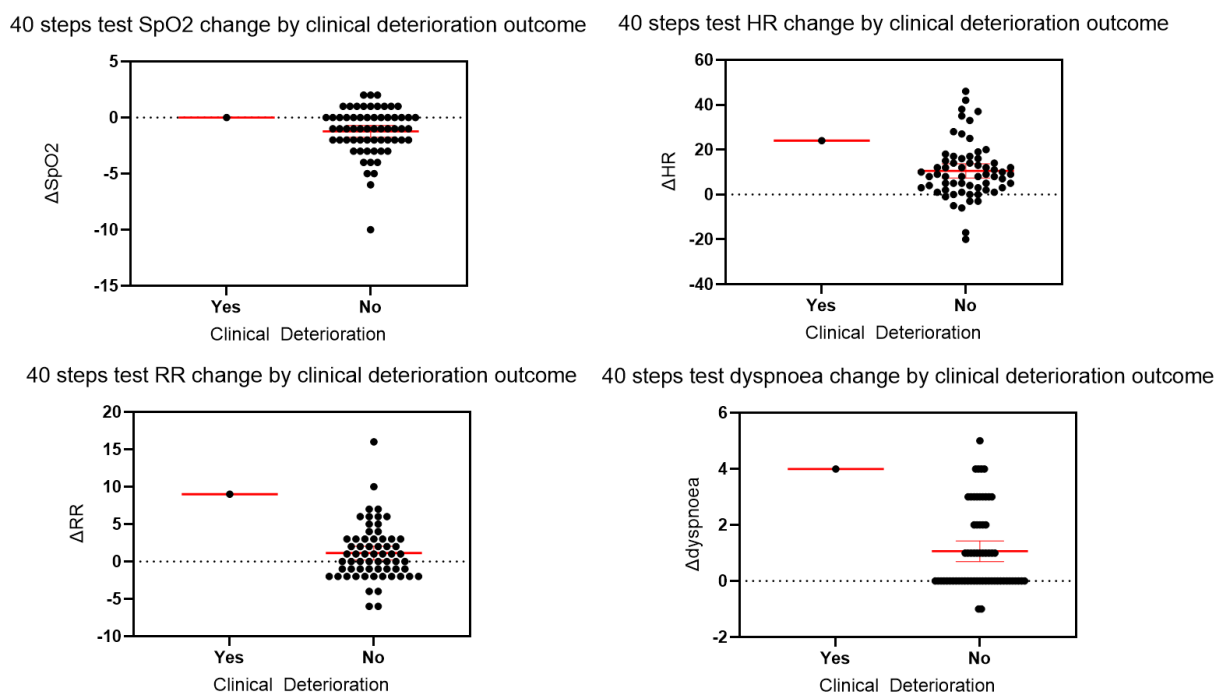 40 steps test SpO2 change by clinical deterioration outcome
5
0
-5
-10
-15
ΔSpO2
Yes
No
Clinical Deterioration
40 steps test HR change by clinical deterioration outcome
60
40
20
0
-20
-40
ΔHR
Yes
No
Clinical Deterioration
40 steps test RR change by clinical deterioration outcome
20
15
10
5
0
-5
-10
ΔRR
Yes
No
Clinical Deterioration
40 steps test dyspnoea change by clinical deterioration outcome
6
4
2
0
-2
Δdyspnoea
Yes
No
Clinical Deterioration